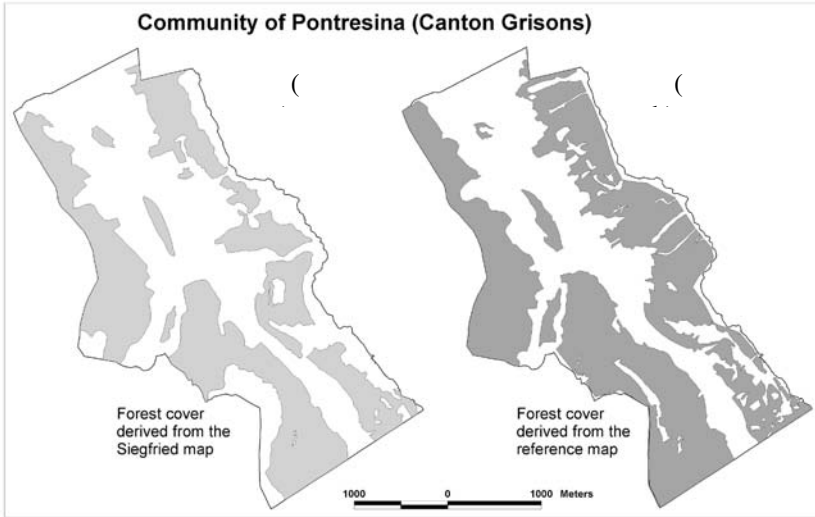 Community of Pontresina (Canton Grisons)
(
(
Forest cover
derived from the
Siegfried map
Forest cover
derived from the
reference map
1000 0 1000 Meters